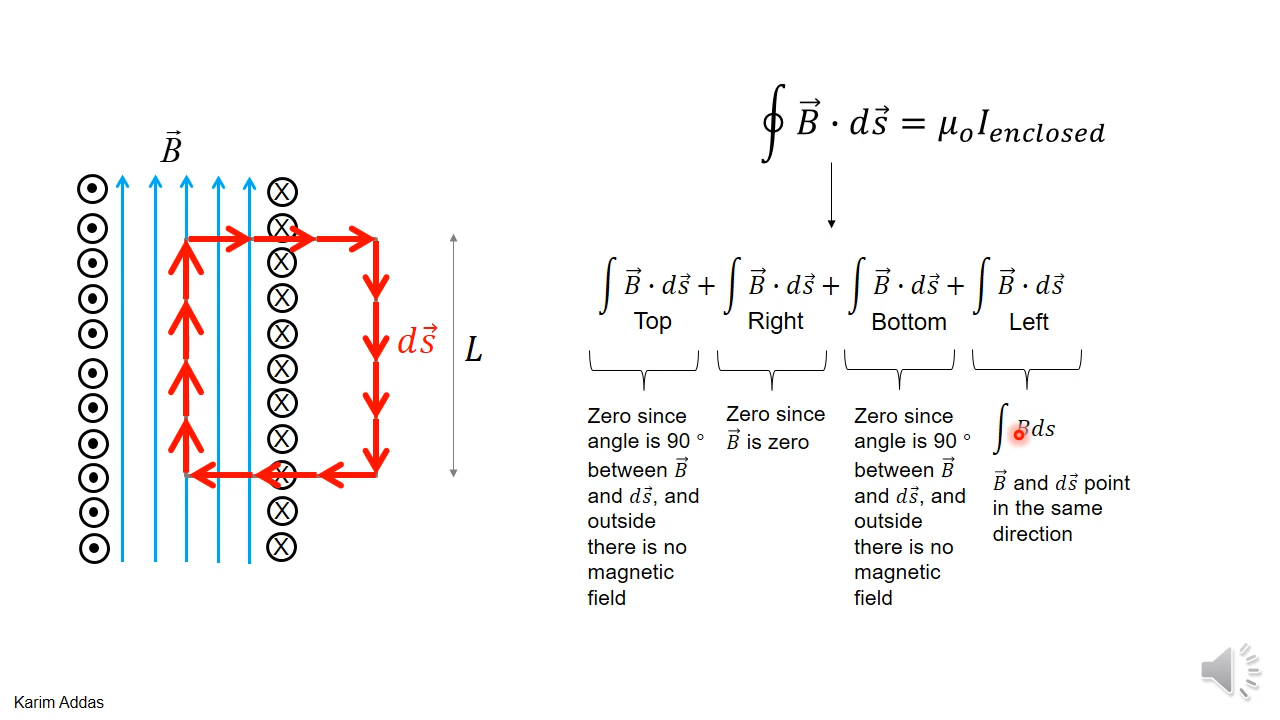 ∮ B⃗ · ds⃗ = μₒI_enclosed
B⃗
X
X
X
X
X
X
X
X
X
X
X
ds⃗
L
∫ B⃗ · ds⃗ + ∫ B⃗ · ds⃗ + ∫ B⃗ · ds⃗ + ∫ B⃗ · ds⃗
Top Right Bottom Left
Zero since
angle is 90 °
between B⃗
and ds⃗, and
outside
there is no
magnetic
field
Zero since
B⃗ is zero
Zero since
angle is 90 °
between B⃗
and ds⃗, and
outside
there is no
magnetic
field
∫ Bds
B⃗ and ds⃗ point
in the same
direction
Karim Addas